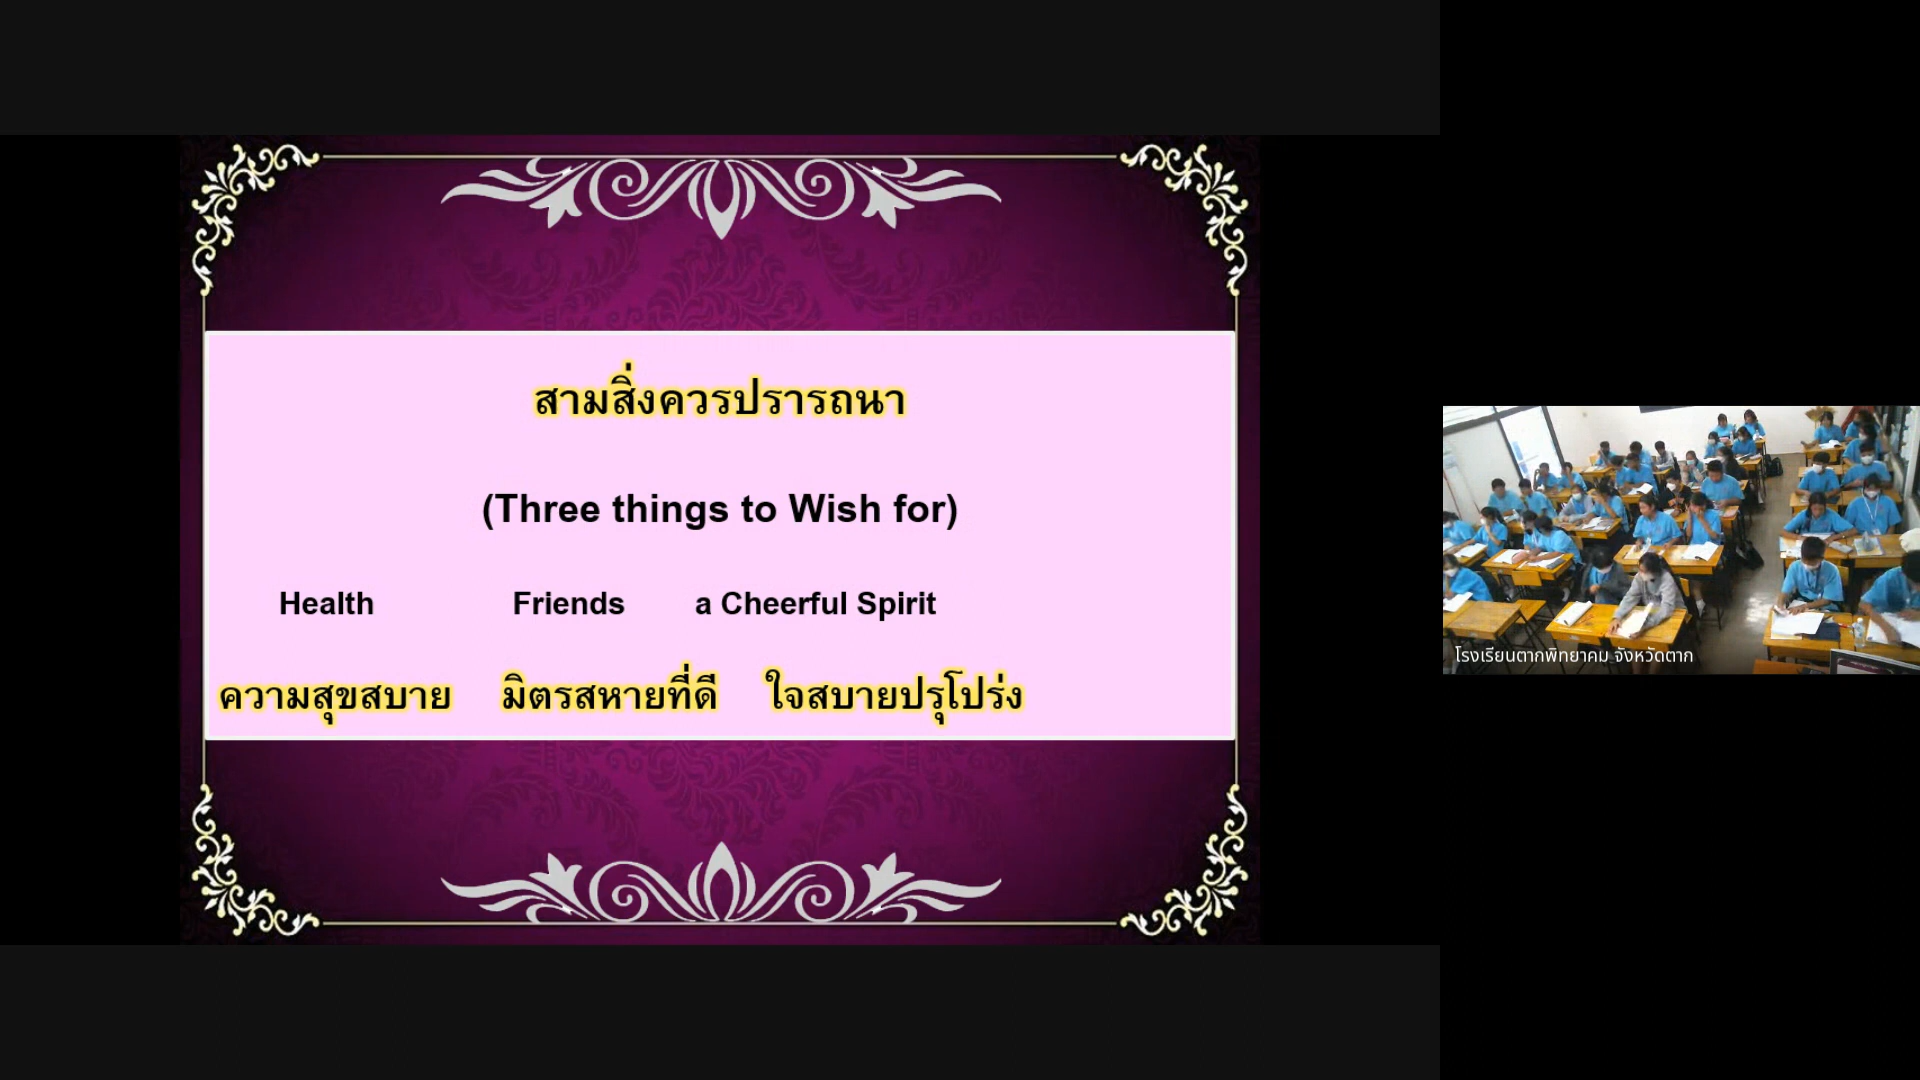 สามสิ่งควรปรารถนา
(Three things to Wish for)
Health Friends a Cheerful Spirit
ความสุขสบาย มิตรสหายที่ดี ใจสบายปรุโปร่ง
โรงเรียนตากพิทยาคม จังหวัดตาก